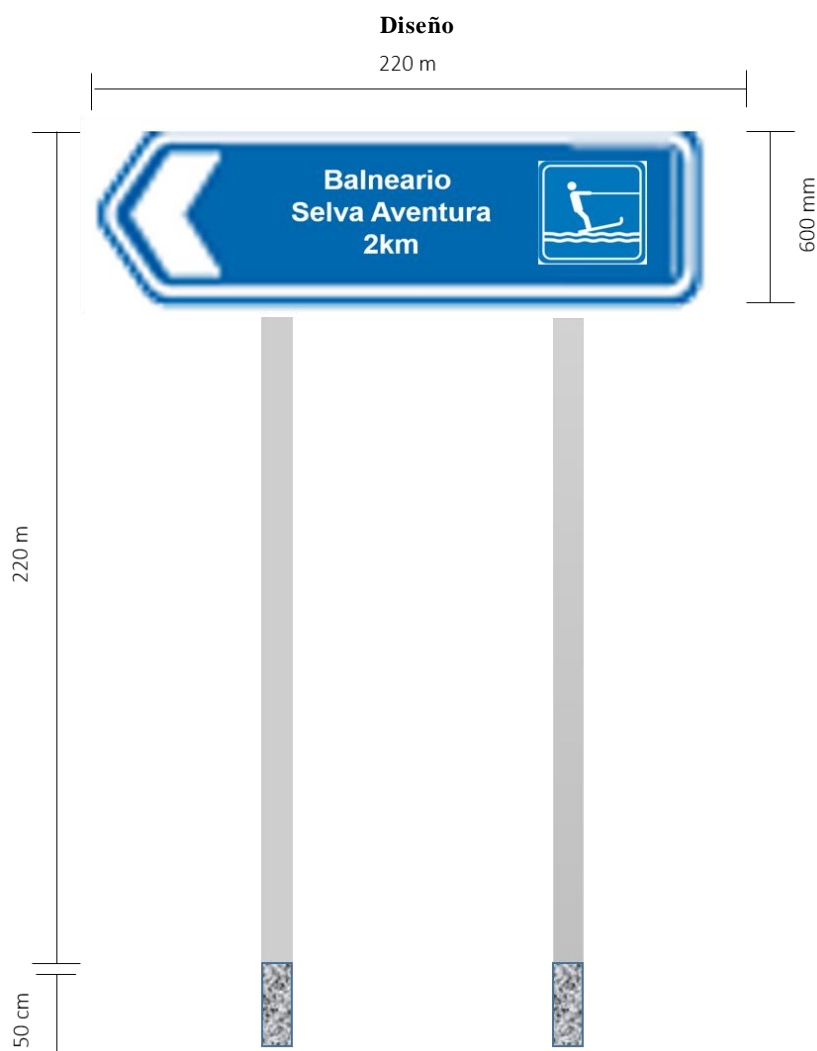 Diseño
220 m
Balneario
Selva Aventura
2km
600 mm
220 m
50 cm